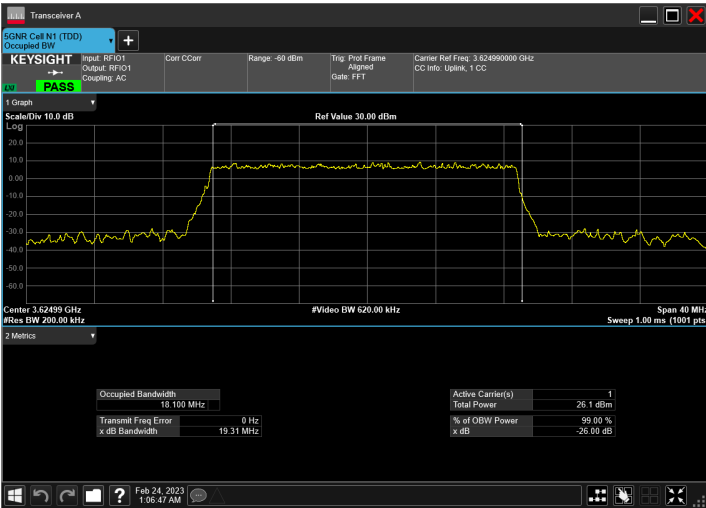 Transceiver A
5GNR Cell N1 (TDD)
Occupied BW
KEYSIGHT
PASS
Input: RFIO1
Output: RFIO1
Coupling: AC
Corr CCorr
Range: -60 dBm
Trig: Prot Frame
Aligned
Gate: FFT
Carrier Ref Freq: 3.624990000 GHz
CC Info: Uplink, 1 CC
1 Graph
Scale/Div 10.0 dB
Ref Value 30.00 dBm
Log
20.0
10.0
0.00
-10.0
-20.0
-30.0
-40.0
-50.0
-60.0
Center 3.62499 GHz
#Video BW 620.00 kHz
Span 40 MHz
#Res BW 200.00 kHz
Sweep 1.00 ms (1001 pts
2 Metrics
Occupied Bandwidth
18.100 MHz
Transmit Freq Error 0 Hz
x dB Bandwidth 19.31 MHz
Active Carrier(s) 1
Total Power 26.1 dBm
% of OBW Power 99.00 %
x dB -26.00 dB
Feb 24, 2023
1:06:47 AM